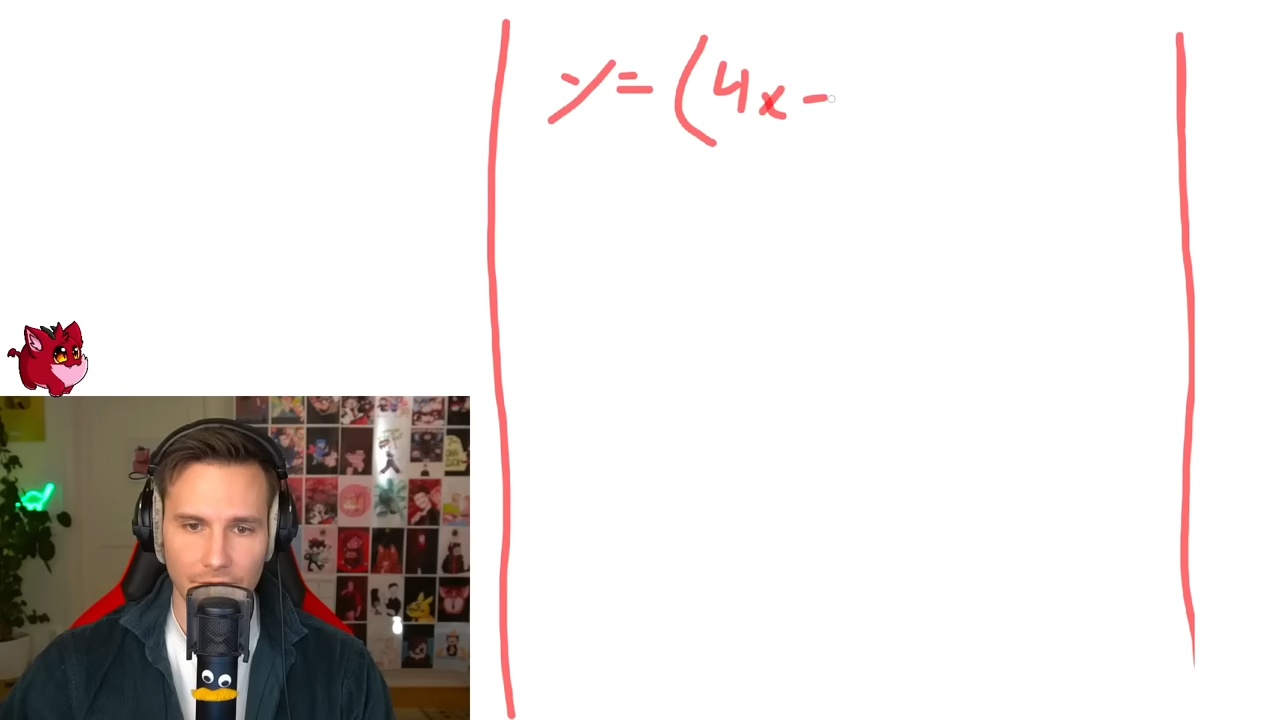 y = (4x -